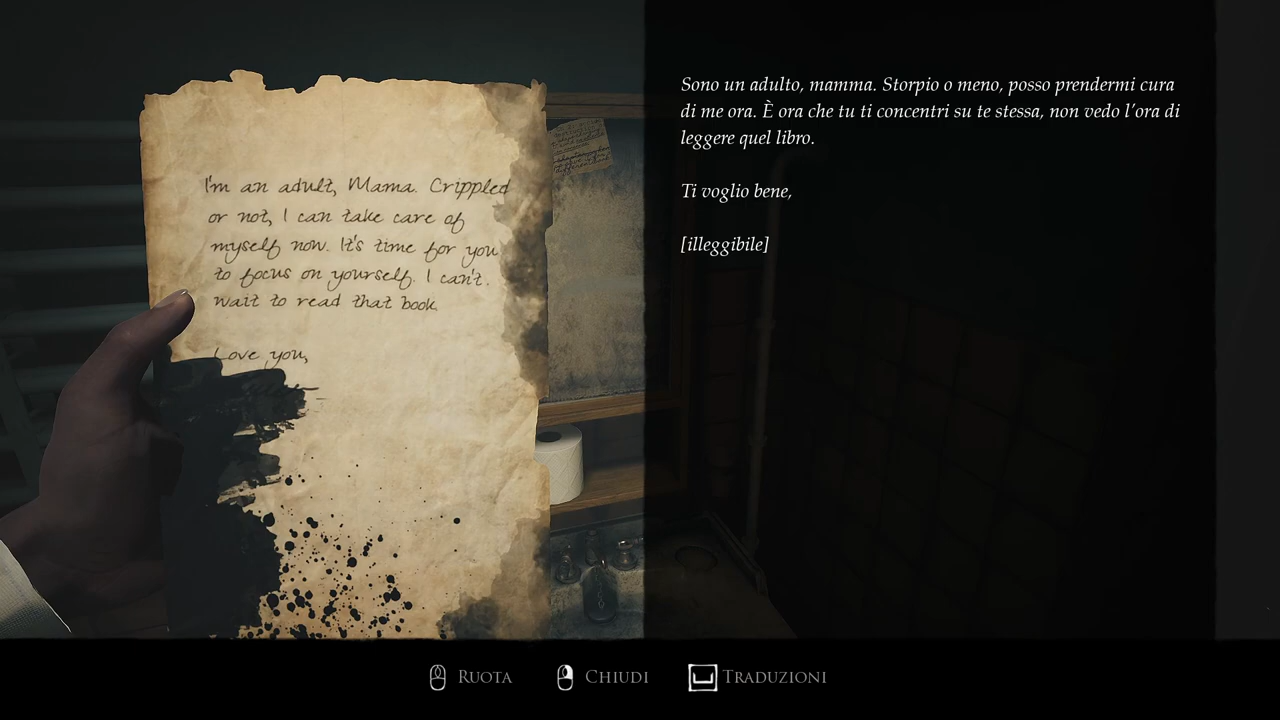 I'm an adult, Mama. Crippled
or not, I can take care of
myself now. It's time for you
to focus on yourself. I can't
wait to read that book.
Love you,
Sono un adulto, mamma. Storpio o meno, posso prendermi cura
di me ora. È ora che tu ti concentri su te stessa, non vedo l'ora di
leggere quel libro.
Ti voglio bene,
[illeggibile]
RUOTA
CHIUDI
TRADUZIONI